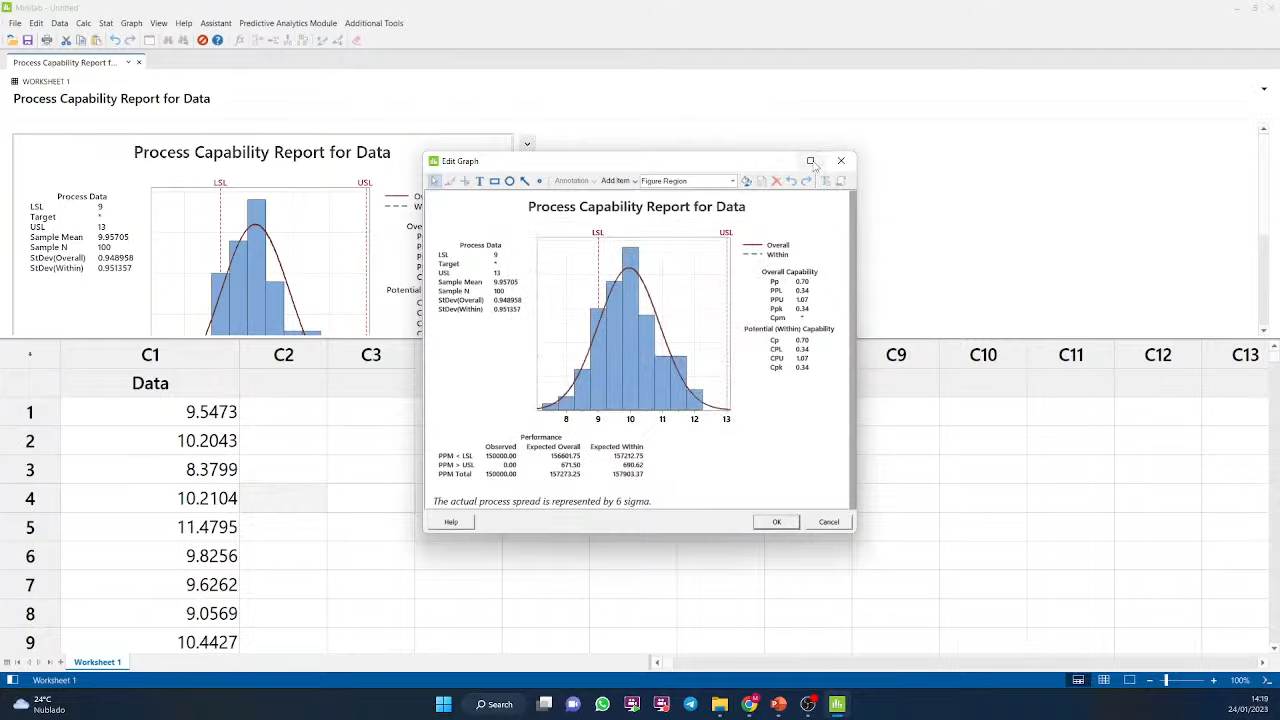 Minitab - Untitled
File Edit Data Calc Stat Graph View Help Assistant Predictive Analytics Module Additional Tools
Process Capability Report f...
WORKSHEET 1
Process Capability Report for Data
Process Capability Report for Data
LSL USL
Process Data
LSL 9
Target *
USL 13
Sample Mean 9.95705
Sample N 100
StDev(Overall) 0.948958
StDev(Within) 0.951357
Edit Graph
Annotation Add Item Figure Region
Process Capability Report for Data
LSL USL
Process Data
LSL 9
Target *
USL 13
Sample Mean 9.95705
Sample N 100
StDev(Overall) 0.948958
StDev(Within) 0.951357
Overall
Within
Overall Capability
Pp 0.70
PPL 0.34
PPU 1.07
Ppk 0.34
Cpm *
Potential (Within) Capability
Cp 0.70
CPL 0.34
CPU 1.07
Cpk 0.34
8 9 10 11 12 13
Performance
Observed Expected Overall Expected Within
PPM < LSL 150000.00 156601.75 157212.75
PPM > USL 0.00 671.50 690.62
PPM Total 150000.00 157273.25 157903.37
The actual process spread is represented by 6 sigma.
Help OK Cancel
C1 C2 C3 C9 C10 C11 C12 C13
Data
1 9.5473
2 10.2043
3 8.3799
4 10.2104
5 11.4795
6 9.8256
7 9.6262
8 9.0569
9 10.4427
Worksheet 1
Worksheet 1
100%
24°C
Nublado
Search
14:19
24/01/2023